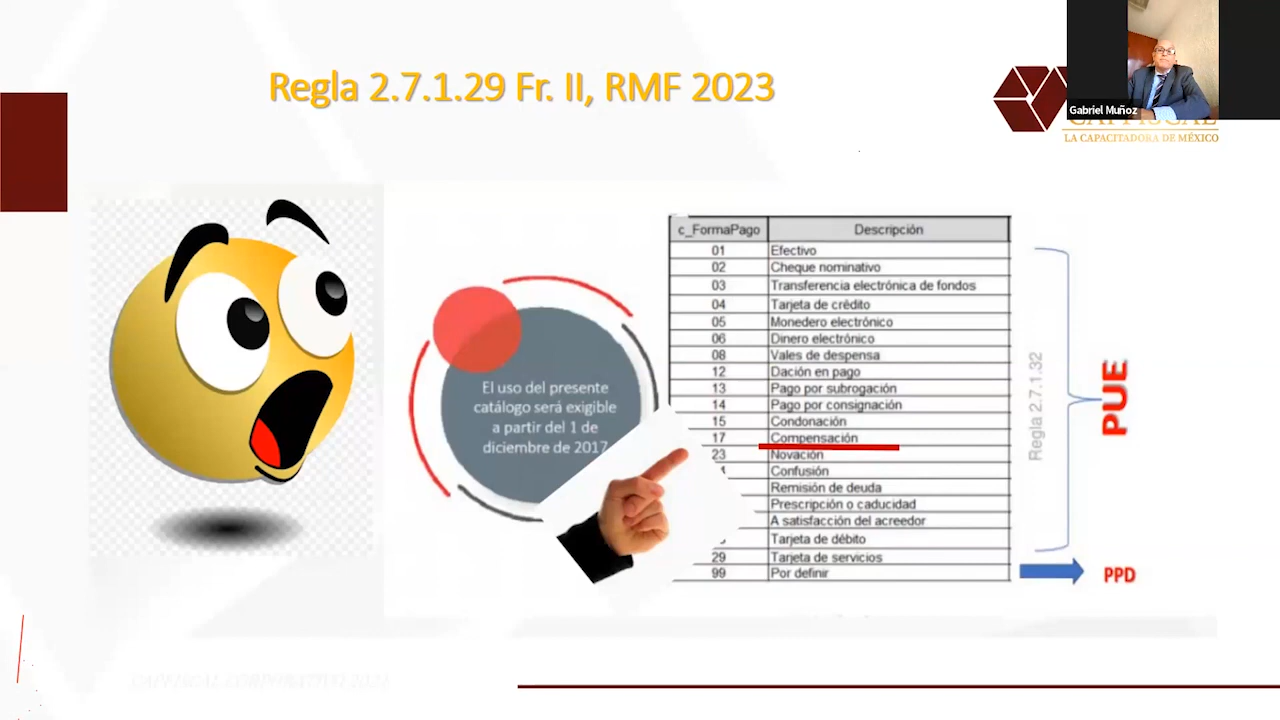 Regla 2.7.1.29 Fr. II, RMF 2023
Gabriel Muñoz
LA CAPACITADORA DE MÉXICO
El uso del presente
catálogo será exigible
a partir del 1 de
diciembre de 2017
c_FormaPago Descripción
01 Efectivo
02 Cheque nominativo
03 Transferencia electrónica de fondos
04 Tarjeta de crédito
05 Monedero electrónico
06 Dinero electrónico
08 Vales de despensa
12 Dación en pago
13 Pago por subrogación
14 Pago por consignación
15 Condonación
17 Compensación
23 Novación
Confusión
Remisión de deuda
Prescripción o caducidad
A satisfacción del acreedor
Tarjeta de débito
29 Tarjeta de servicios
99 Por definir
Regla 2.7.1.32
PUE
PPD